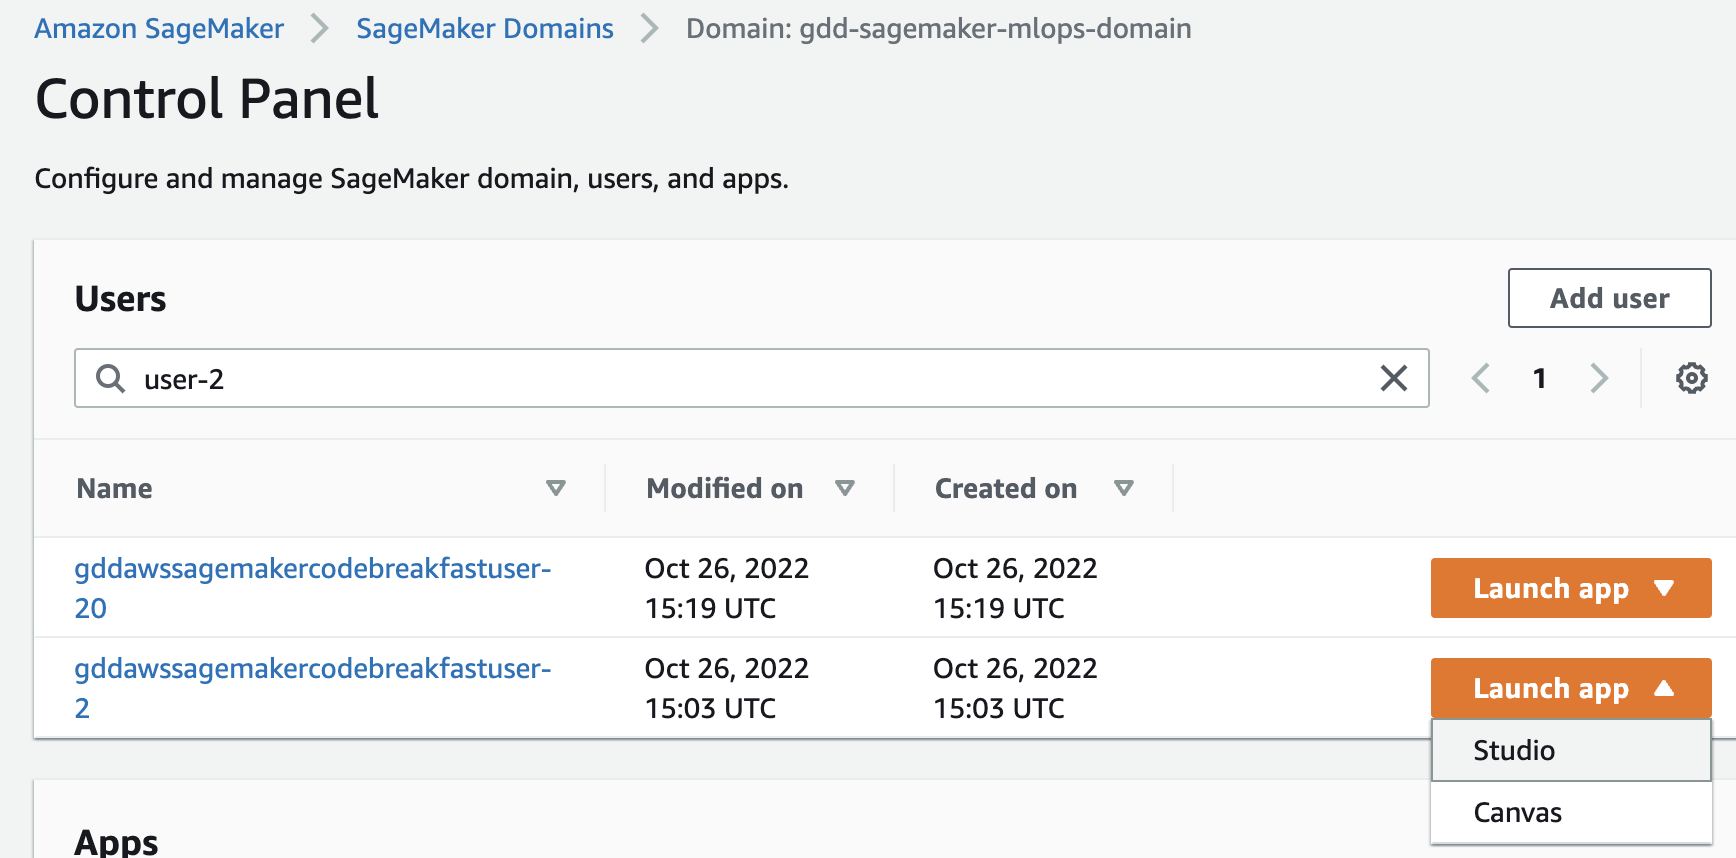 Amazon SageMaker > SageMaker Domains > Domain: gdd-sagemaker-mlops-domain
Control Panel
Configure and manage SageMaker domain, users, and apps.
Users
Add user
user-2
1
Name Modified on Created on
gddawssagemakercodebreakfastuser- Oct 26, 2022 Oct 26, 2022
20 15:19 UTC 15:19 UTC
Launch app
gddawssagemakercodebreakfastuser- Oct 26, 2022 Oct 26, 2022
2 15:03 UTC 15:03 UTC
Launch app
Studio
Canvas
Apps